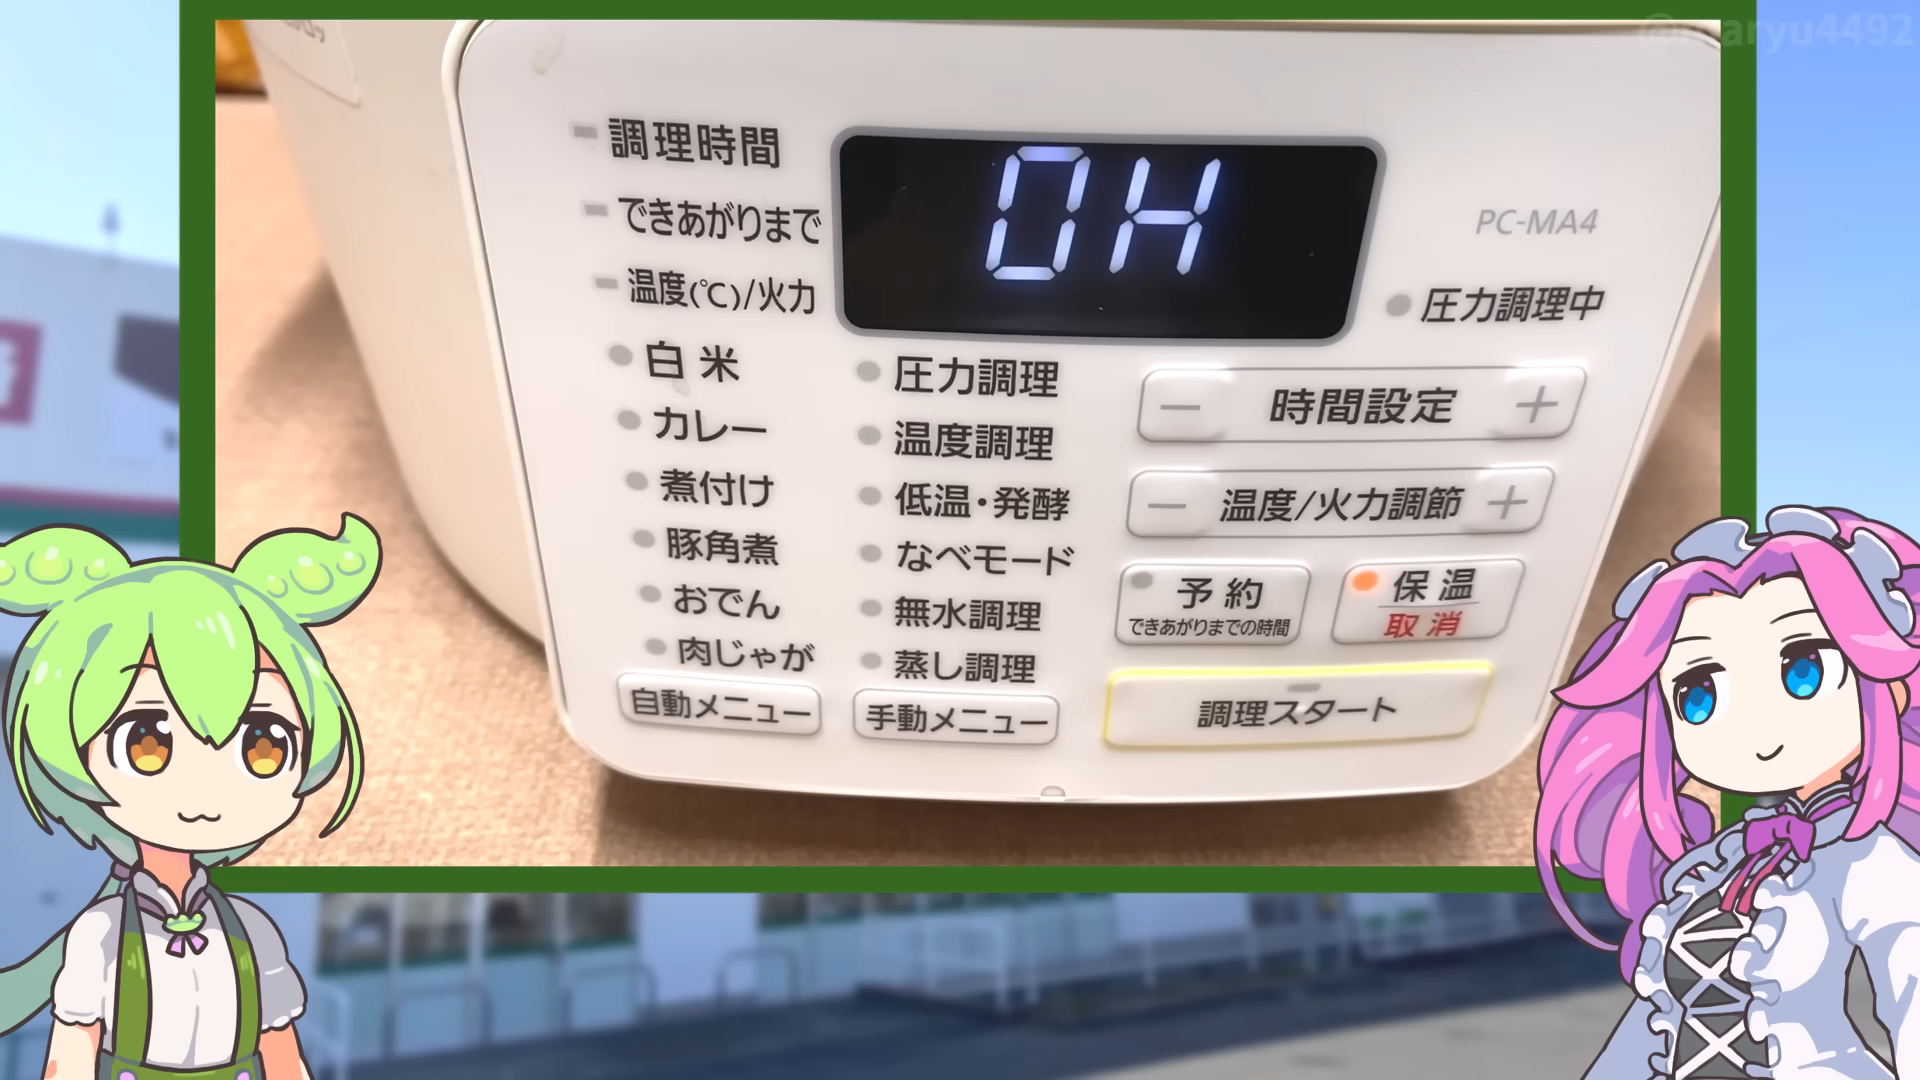 調理時間
できあがりまで
温度(℃)/火力
0H
PC-MA4
圧力調理中
白米
カレー
煮付け
豚角煮
おでん
肉じゃが
自動メニュー
圧力調理
温度調理
低温・発酵
なべモード
無水調理
蒸し調理
手動メニュー
− 時間設定 +
− 温度/火力調節 +
予約
できあがりまでの時間
保温
取消
調理スタート